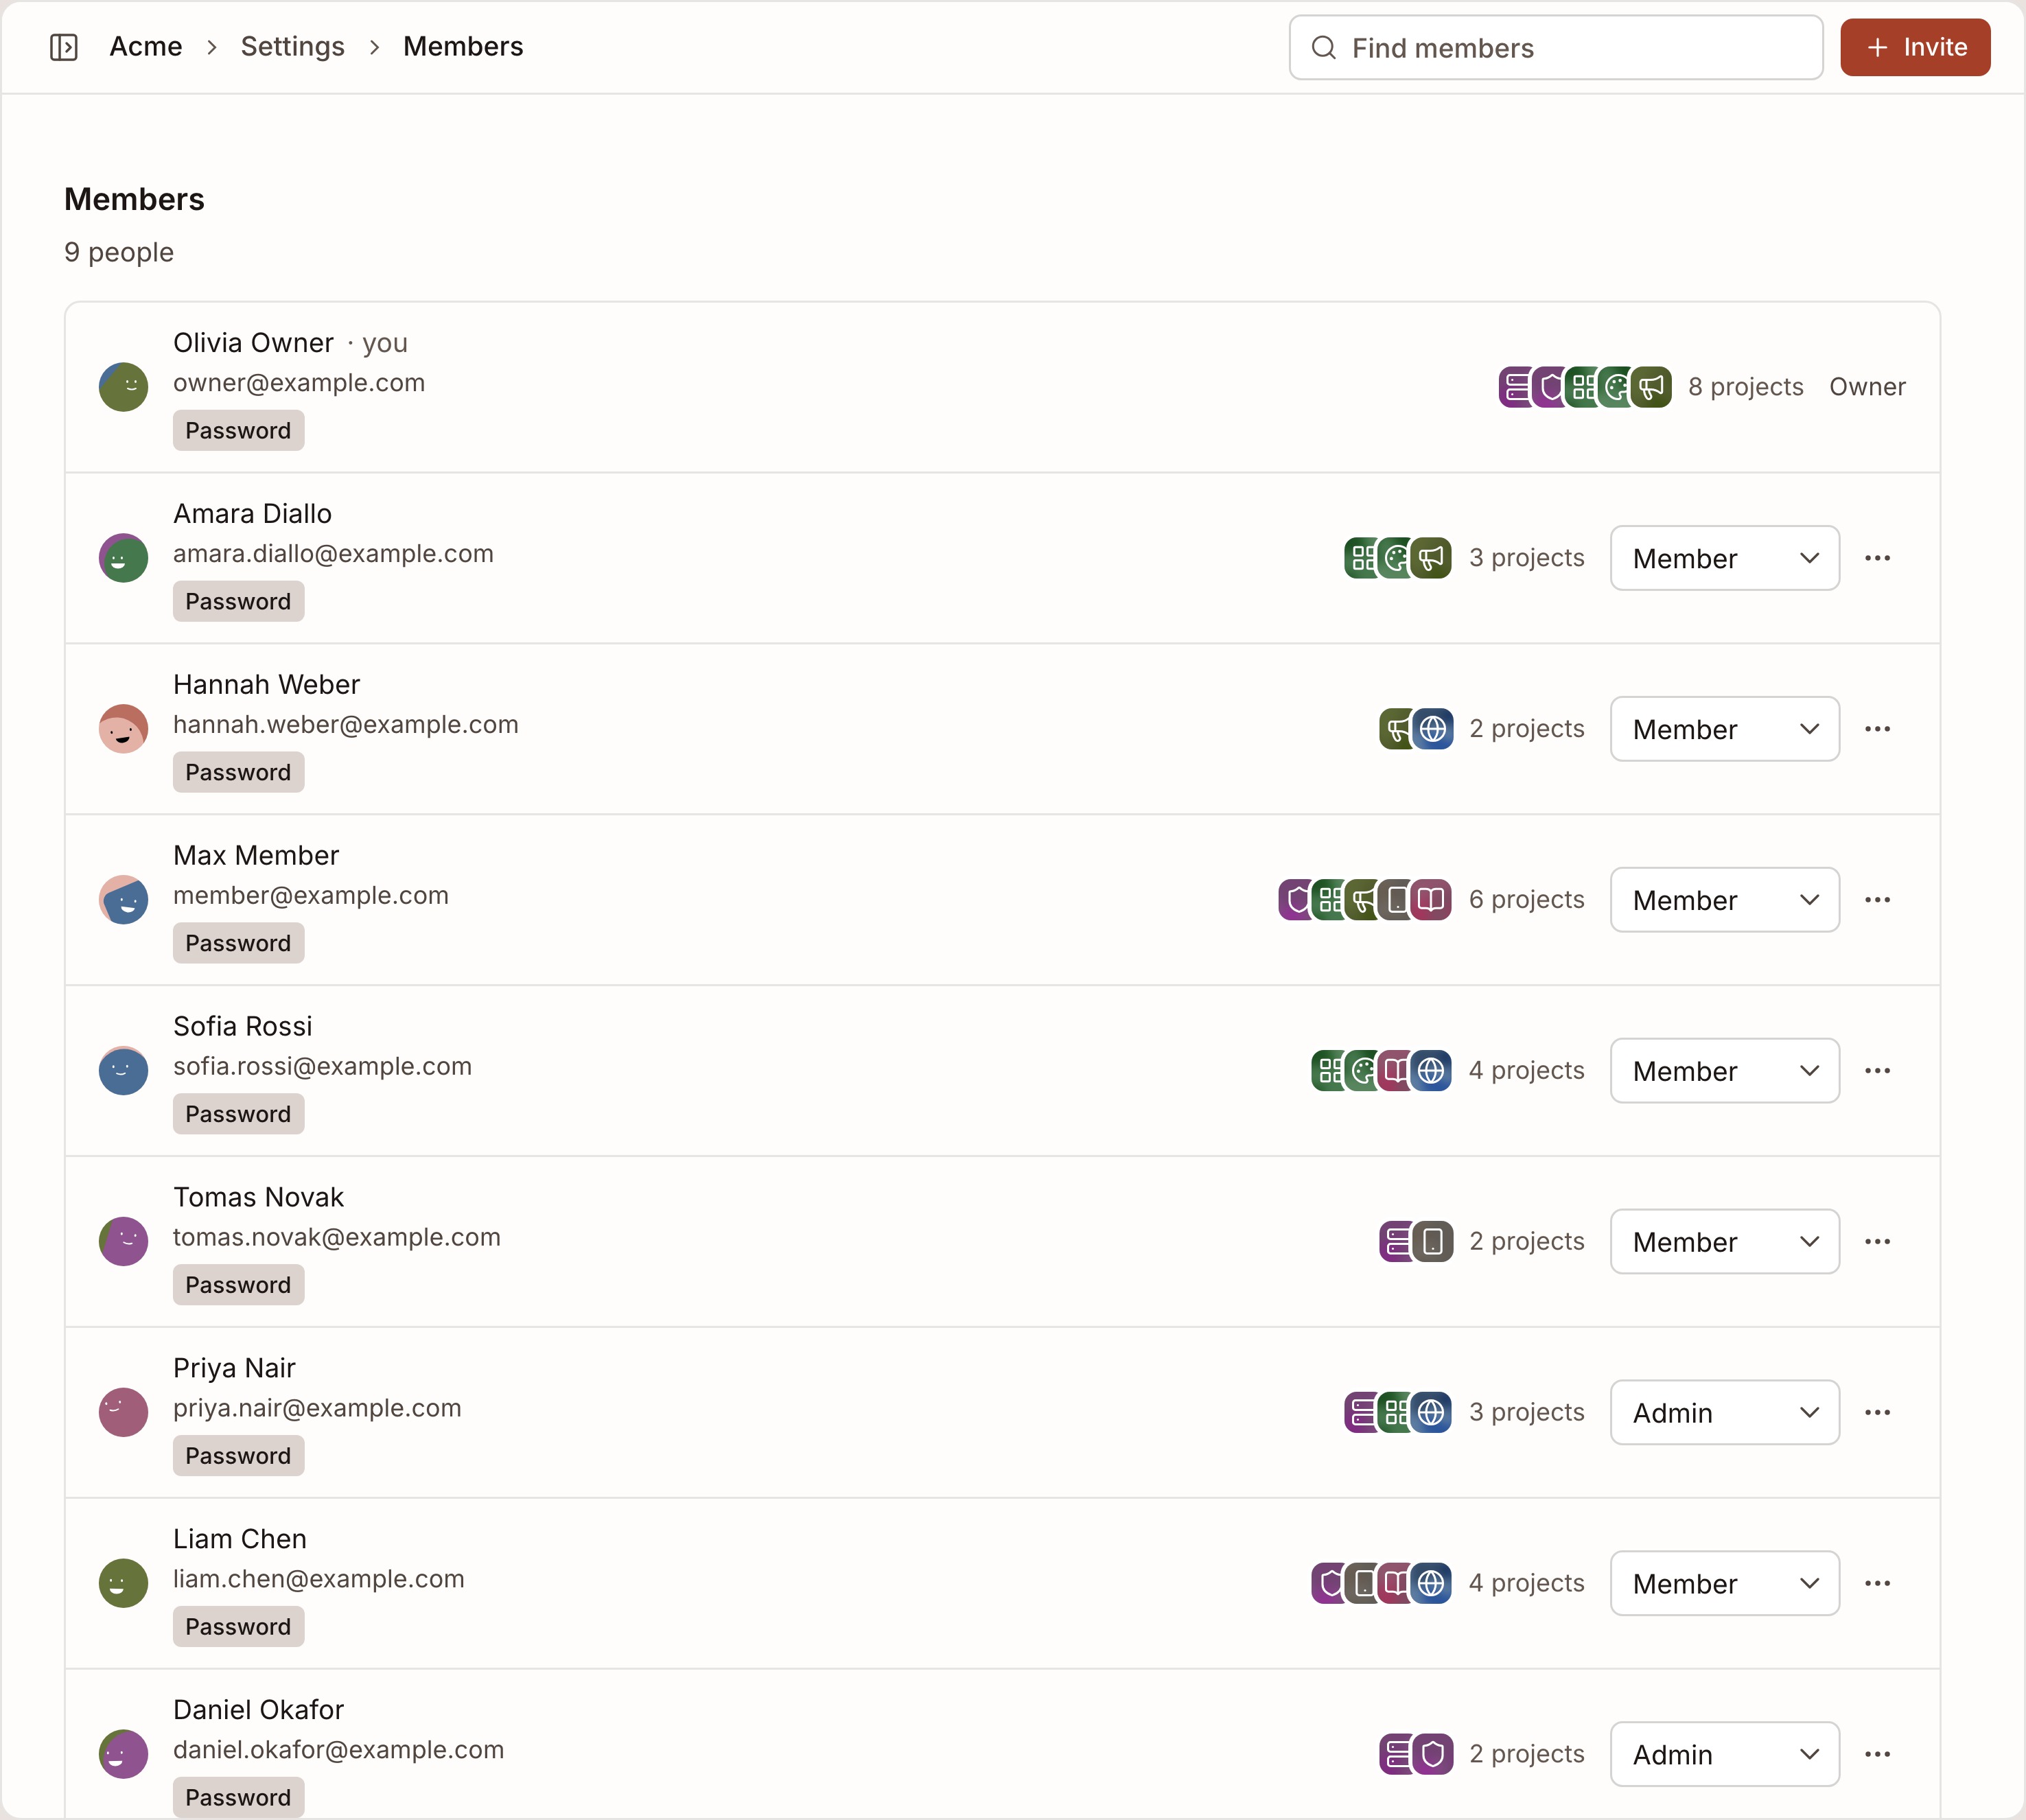 Acme > Settings > Members
Find members
+ Invite
Members
9 people
Olivia Owner · you
owner@example.com
Password
8 projects
Owner
Amara Diallo
amara.diallo@example.com
Password
3 projects
Member
Hannah Weber
hannah.weber@example.com
Password
2 projects
Member
Max Member
member@example.com
Password
6 projects
Member
Sofia Rossi
sofia.rossi@example.com
Password
4 projects
Member
Tomas Novak
tomas.novak@example.com
Password
2 projects
Member
Priya Nair
priya.nair@example.com
Password
3 projects
Admin
Liam Chen
liam.chen@example.com
Password
4 projects
Member
Daniel Okafor
daniel.okafor@example.com
Password
2 projects
Admin